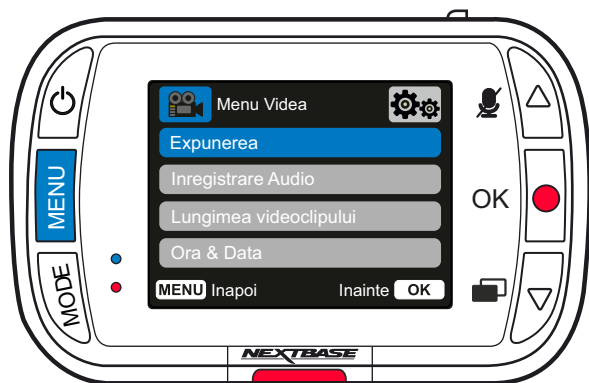 Menu Videa
Expunerea
Inregistrare Audio
Lungimea videoclipului
Ora & Data
MENU Inapoi
Inainte OK
MENU
MODE
OK
NEXTBASE